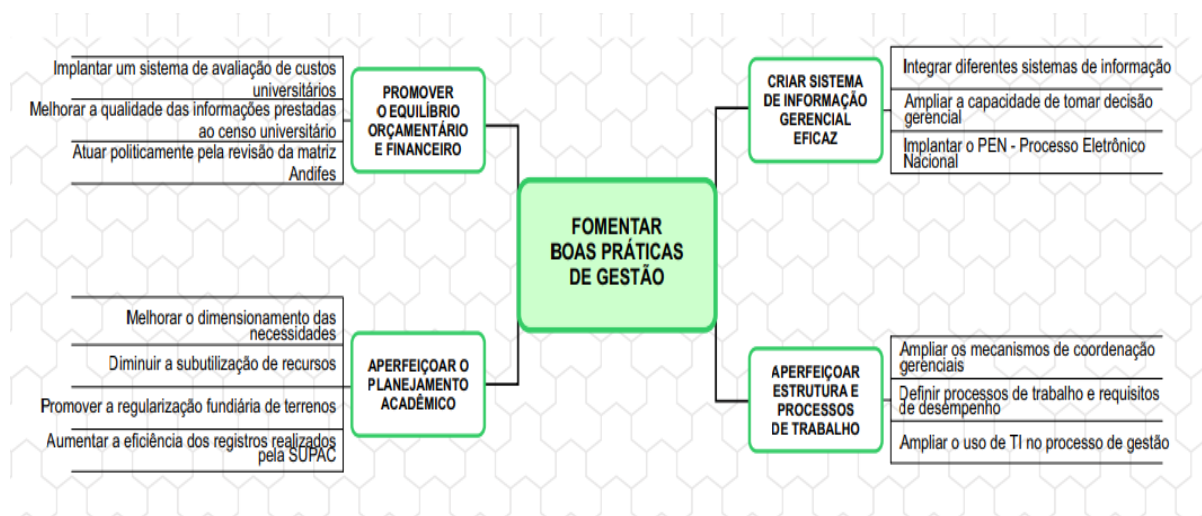 Implantar um sistema de avaliação de custos
universitários
Melhorar a qualidade das informações prestadas
ao censo universitário
Atuar politicamente pela revisão da matriz
Andifes
PROMOVER
O EQUILÍBRIO
ORÇAMENTÁRIO
E FINANCEIRO
CRIAR SISTEMA
DE INFORMAÇÃO
GERENCIAL
EFICAZ
Integrar diferentes sistemas de informação
Ampliar a capacidade de tomar decisão
gerencial
Implantar o PEN - Processo Eletrônico
Nacional
FOMENTAR
BOAS PRÁTICAS
DE GESTÃO
Melhorar o dimensionamento das
necessidades
Diminuir a subutilização de recursos
Promover a regularização fundiária de terrenos
Aumentar a eficiência dos registros realizados
pela SUPAC
APERFEIÇOAR O
PLANEJAMENTO
ACADÊMICO
APERFEIÇOAR
ESTRUTURA E
PROCESSOS
DE TRABALHO
Ampliar os mecanismos de coordenação
gerenciais
Definir processos de trabalho e requisitos
de desempenho
Ampliar o uso de TI no processo de gestão